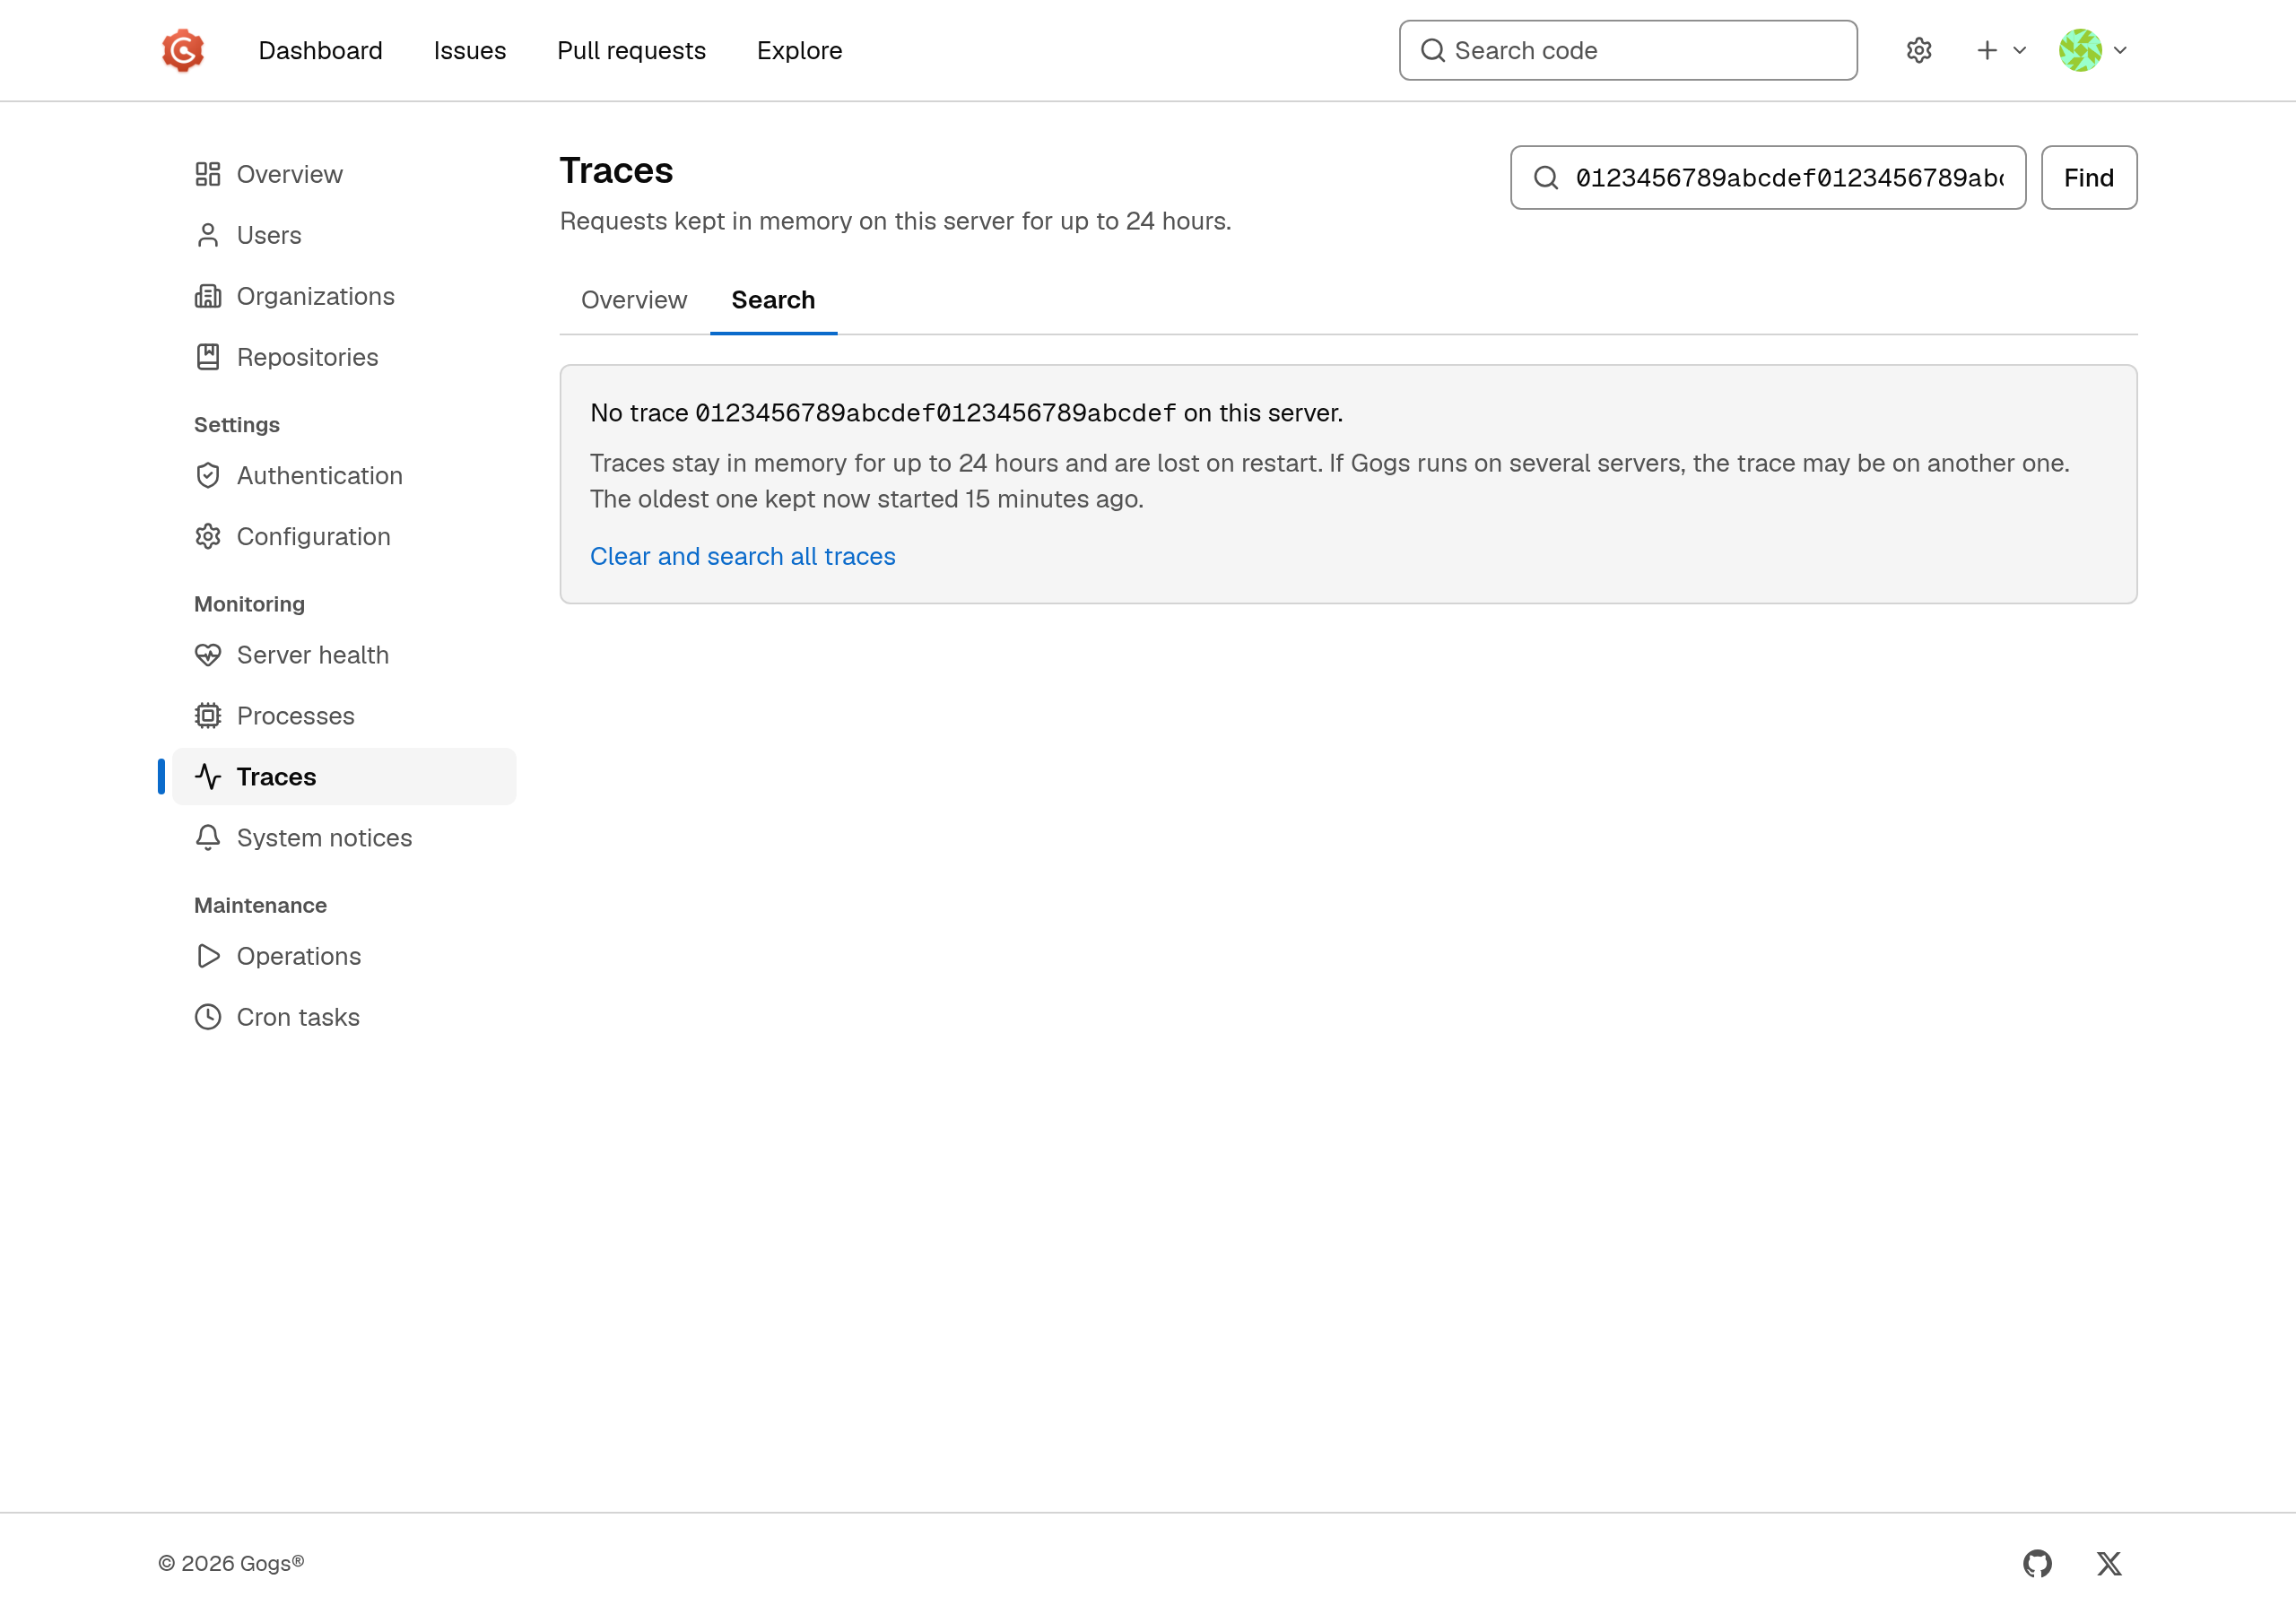 Dashboard
Issues
Pull requests
Explore
Search code
Overview
Users
Organizations
Repositories
Settings
Authentication
Configuration
Monitoring
Server health
Processes
Traces
System notices
Maintenance
Operations
Cron tasks
Traces
Requests kept in memory on this server for up to 24 hours.
0123456789abcdef0123456789abc
Find
Overview
Search
No trace 0123456789abcdef0123456789abcdef on this server.
Traces stay in memory for up to 24 hours and are lost on restart. If Gogs runs on several servers, the trace may be on another one.
The oldest one kept now started 15 minutes ago.
Clear and search all traces
© 2026 Gogs®